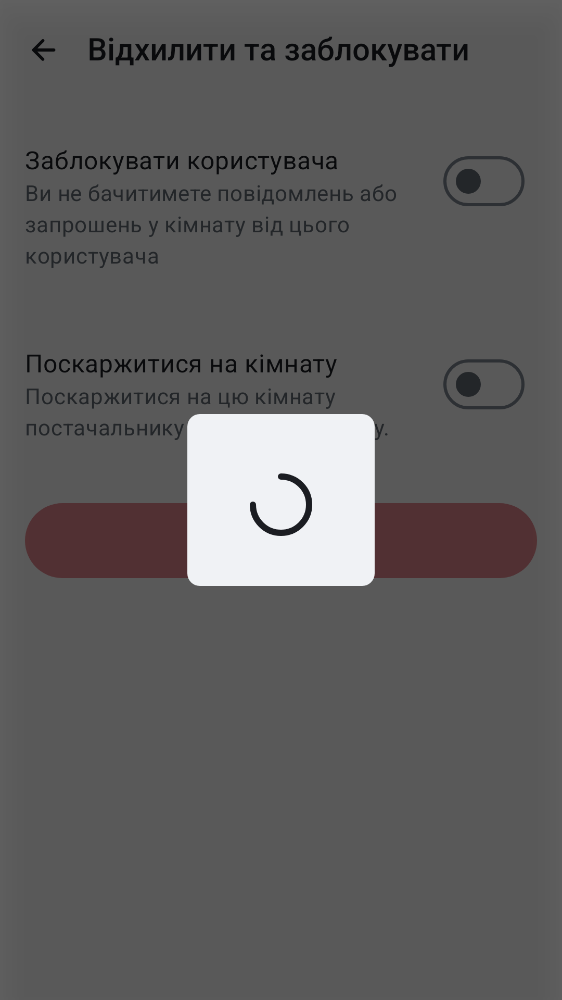 Відхилити та заблокувати
Заблокувати користувача
Ви не бачитимете повідомлень або
запрошень у кімнату від цього
користувача
Поскаржитися на кімнату
Поскаржитися на цю кімнату
постачальнику